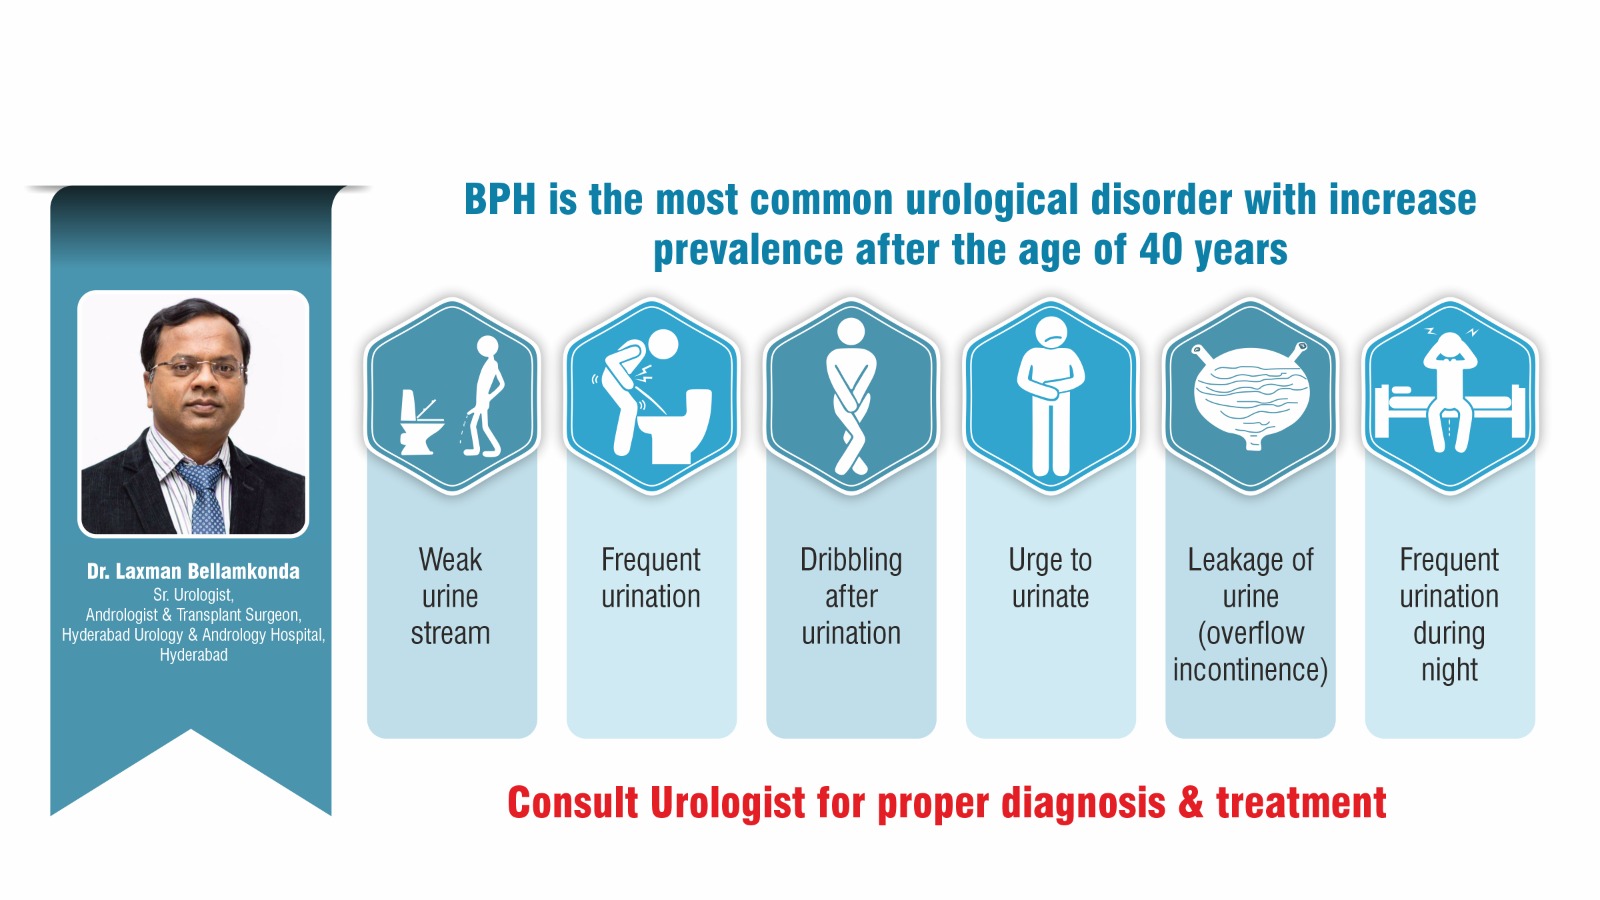 BPH is the most common urological disorder with increase
prevalence after the age of 40 years
Dr. Laxman Bellamkonda
Sr. Urologist,
Andrologist & Transplant Surgeon,
Hyderabad Urology & Andrology Hospital,
Hyderabad
Weak
urine
stream
Frequent
urination
Dribbling
after
urination
Urge to
urinate
Leakage of
urine
(overflow
incontinence)
Frequent
urination
during
night
Consult Urologist for proper diagnosis & treatment